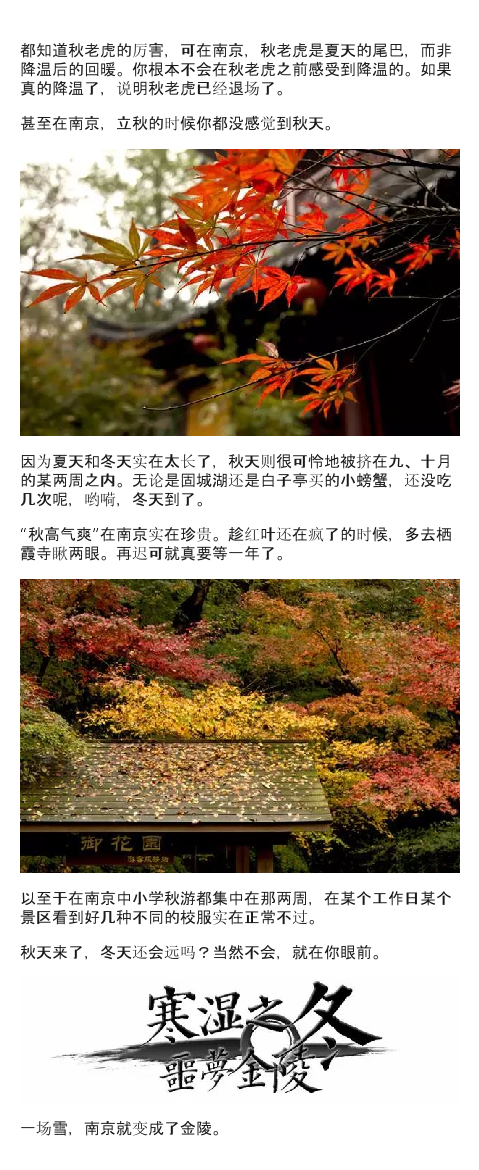 都知道秋老虎的厉害，可在南京，秋老虎是夏天的尾巴，而非
降温后的回暖。你根本不会在秋老虎之前感受到降温的。如果
真的降温了，说明秋老虎已经退场了。
甚至在南京，立秋的时候你都没感觉到秋天。
因为夏天和冬天实在太长了，秋天则很可怜地被挤在九、十月
的某两周之内。无论是固城湖还是白子亭买的小螃蟹，还没吃
几次呢，哟嗬，冬天到了。
“秋高气爽”在南京实在珍贵。趁红叶还在疯了的时候，多去栖
霞寺瞅两眼。再迟可就真要等一年了。
御花园
以至于在南京中小学秋游都集中在那两周，在某个工作日某个
景区看到好几种不同的校服实在正常不过。
秋天来了，冬天还会远吗？当然不会，就在你眼前。
寒湿之冬
噩夢金陵
一场雪，南京就变成了金陵。